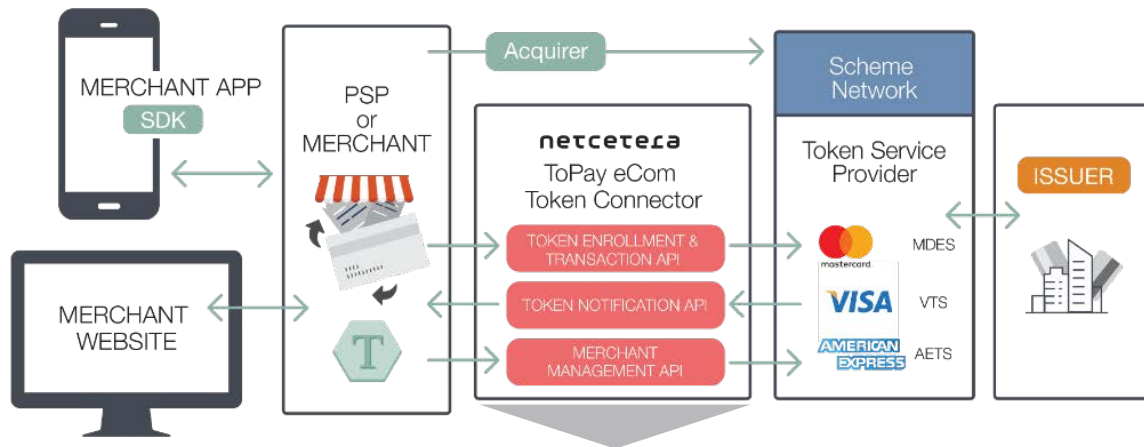 MERCHANT APP
SDK
MERCHANT
WEBSITE
PSP
or
MERCHANT
T
Acquirer
netcetera
ToPay eCom
Token Connector
TOKEN ENROLLMENT &
TRANSACTION API
TOKEN NOTIFICATION API
MERCHANT
MANAGEMENT API
Scheme
Network
Token Service
Provider
mastercard.
MDES
VISA
VTS
AMERICAN
EXPRESS
AETS
ISSUER